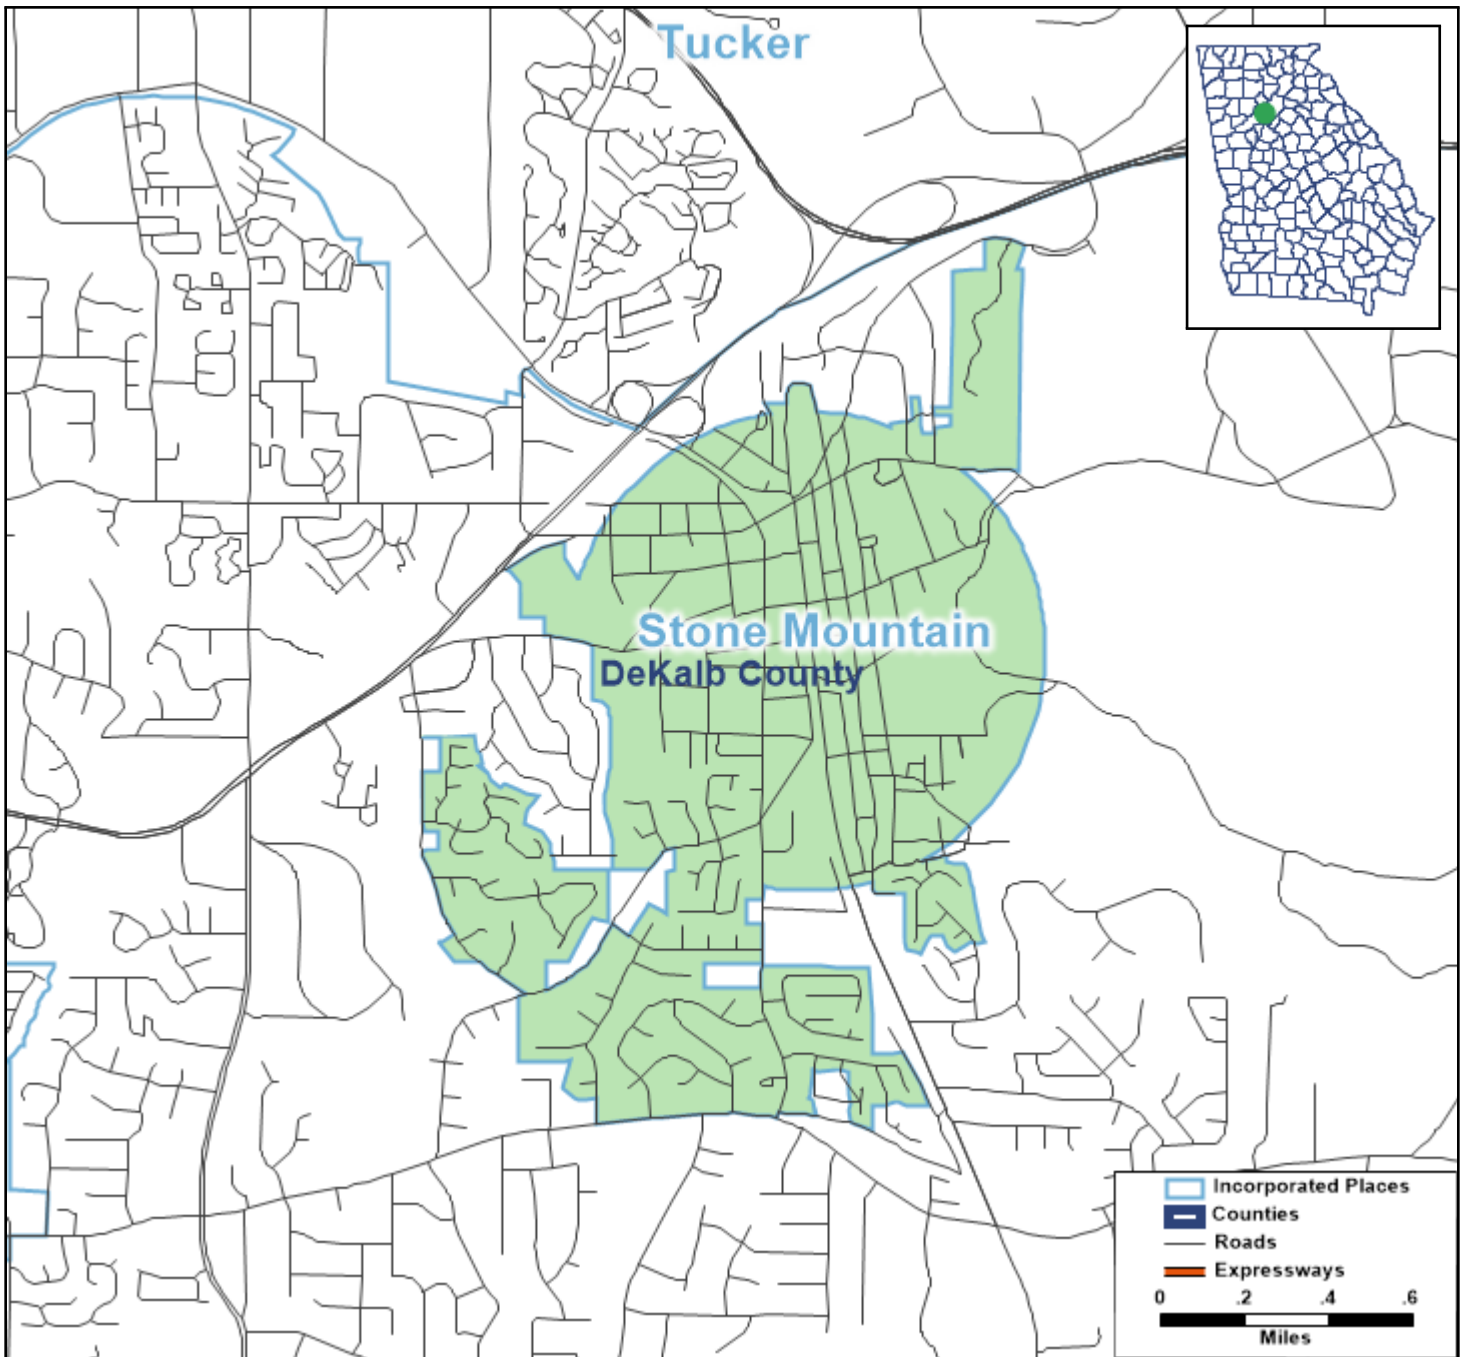 Tucker
Stone Mountain
DeKalb County
Incorporated Places
Counties
Roads
Expressways
0 .2 .4 .6
Miles